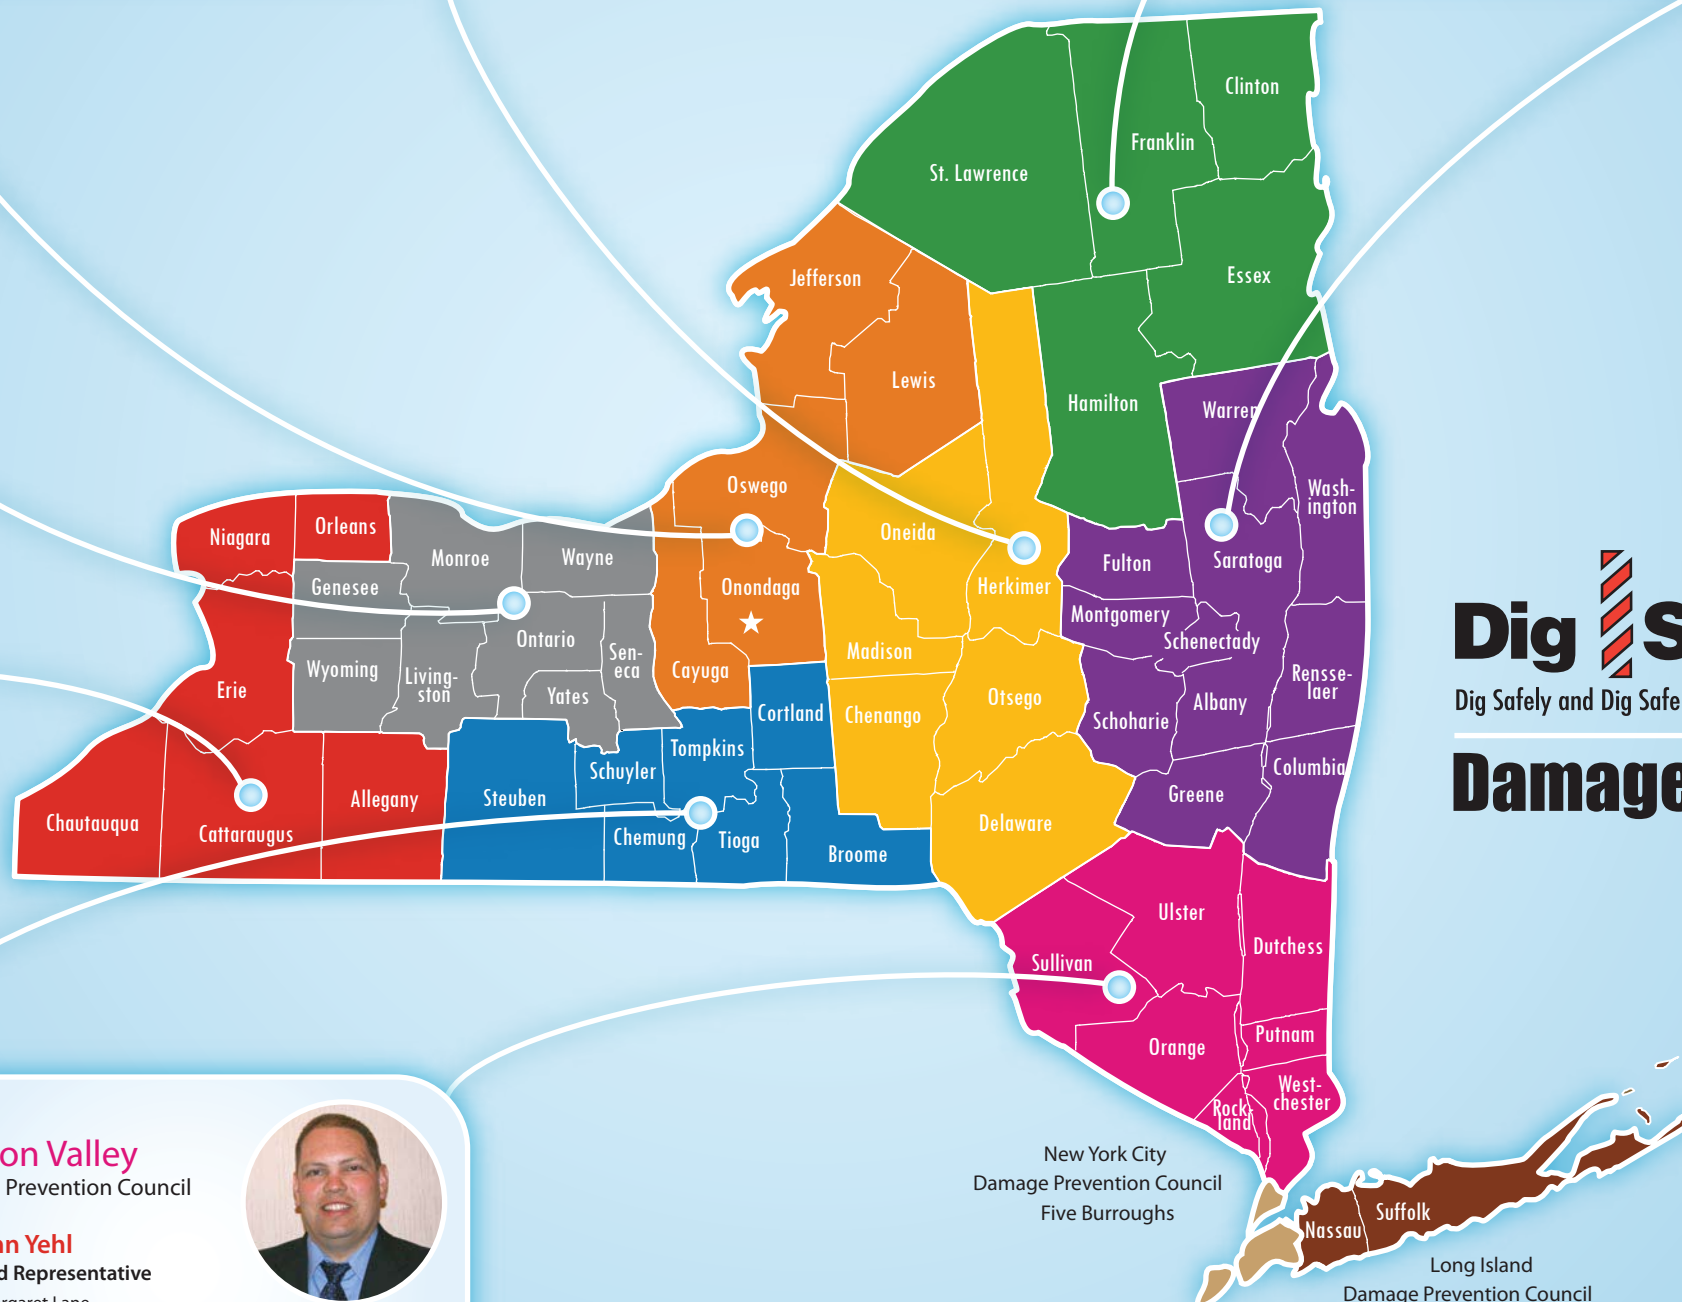 Clinton
Franklin
St. Lawrence
Essex
Jefferson
Lewis
Hamilton
Warren
Wash-
ington
Oswego
Oneida
Herkimer
Fulton
Saratoga
Montgomery
Schenectady
Niagara
Orleans
Monroe
Wayne
Genesee
Onondaga
Ontario
Sen-
eca
Madison
Cayuga
Wyoming
Living-
ston
Yates
Erie
Cortland
Chenango
Otsego
Schoharie
Albany
Rensse-
laer
Tompkins
Schuyler
Steuben
Allegany
Chautauqua
Cattaraugus
Chemung
Tioga
Broome
Delaware
Greene
Columbia
Ulster
Sullivan
Dutchess
Orange
Putnam
West-
chester
Rock-
land
Nassau
Suffolk
Dig S
Dig Safely and Dig Safe
Damage
on Valley
Prevention Council
n Yehl
d Representative
rgaret Lane
New York City
Damage Prevention Council
Five Burroughs
Long Island
Damage Prevention Council